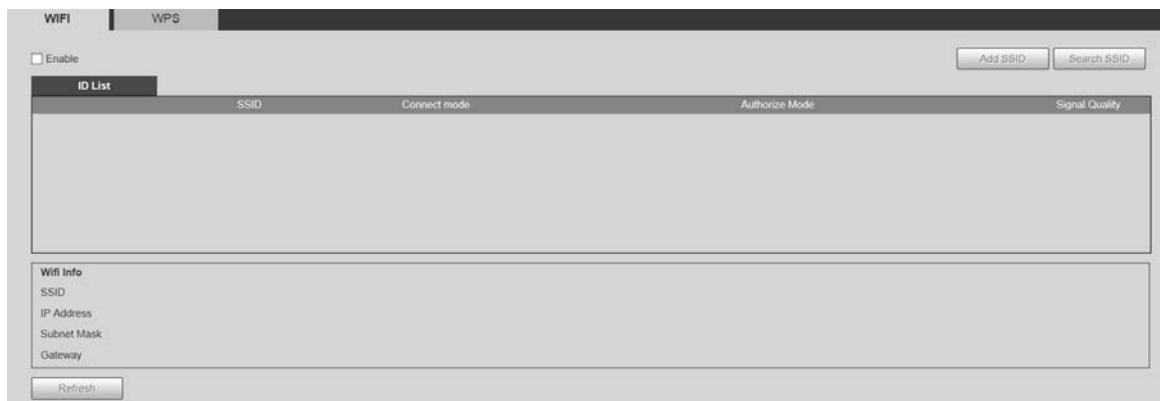 WIFI WPS
Enable Add SSID Search SSID
ID List
SSID Connect mode Authorize Mode Signal Quality
Wifi Info
SSID
IP Address
Subnet Mask
Gateway
Refresh